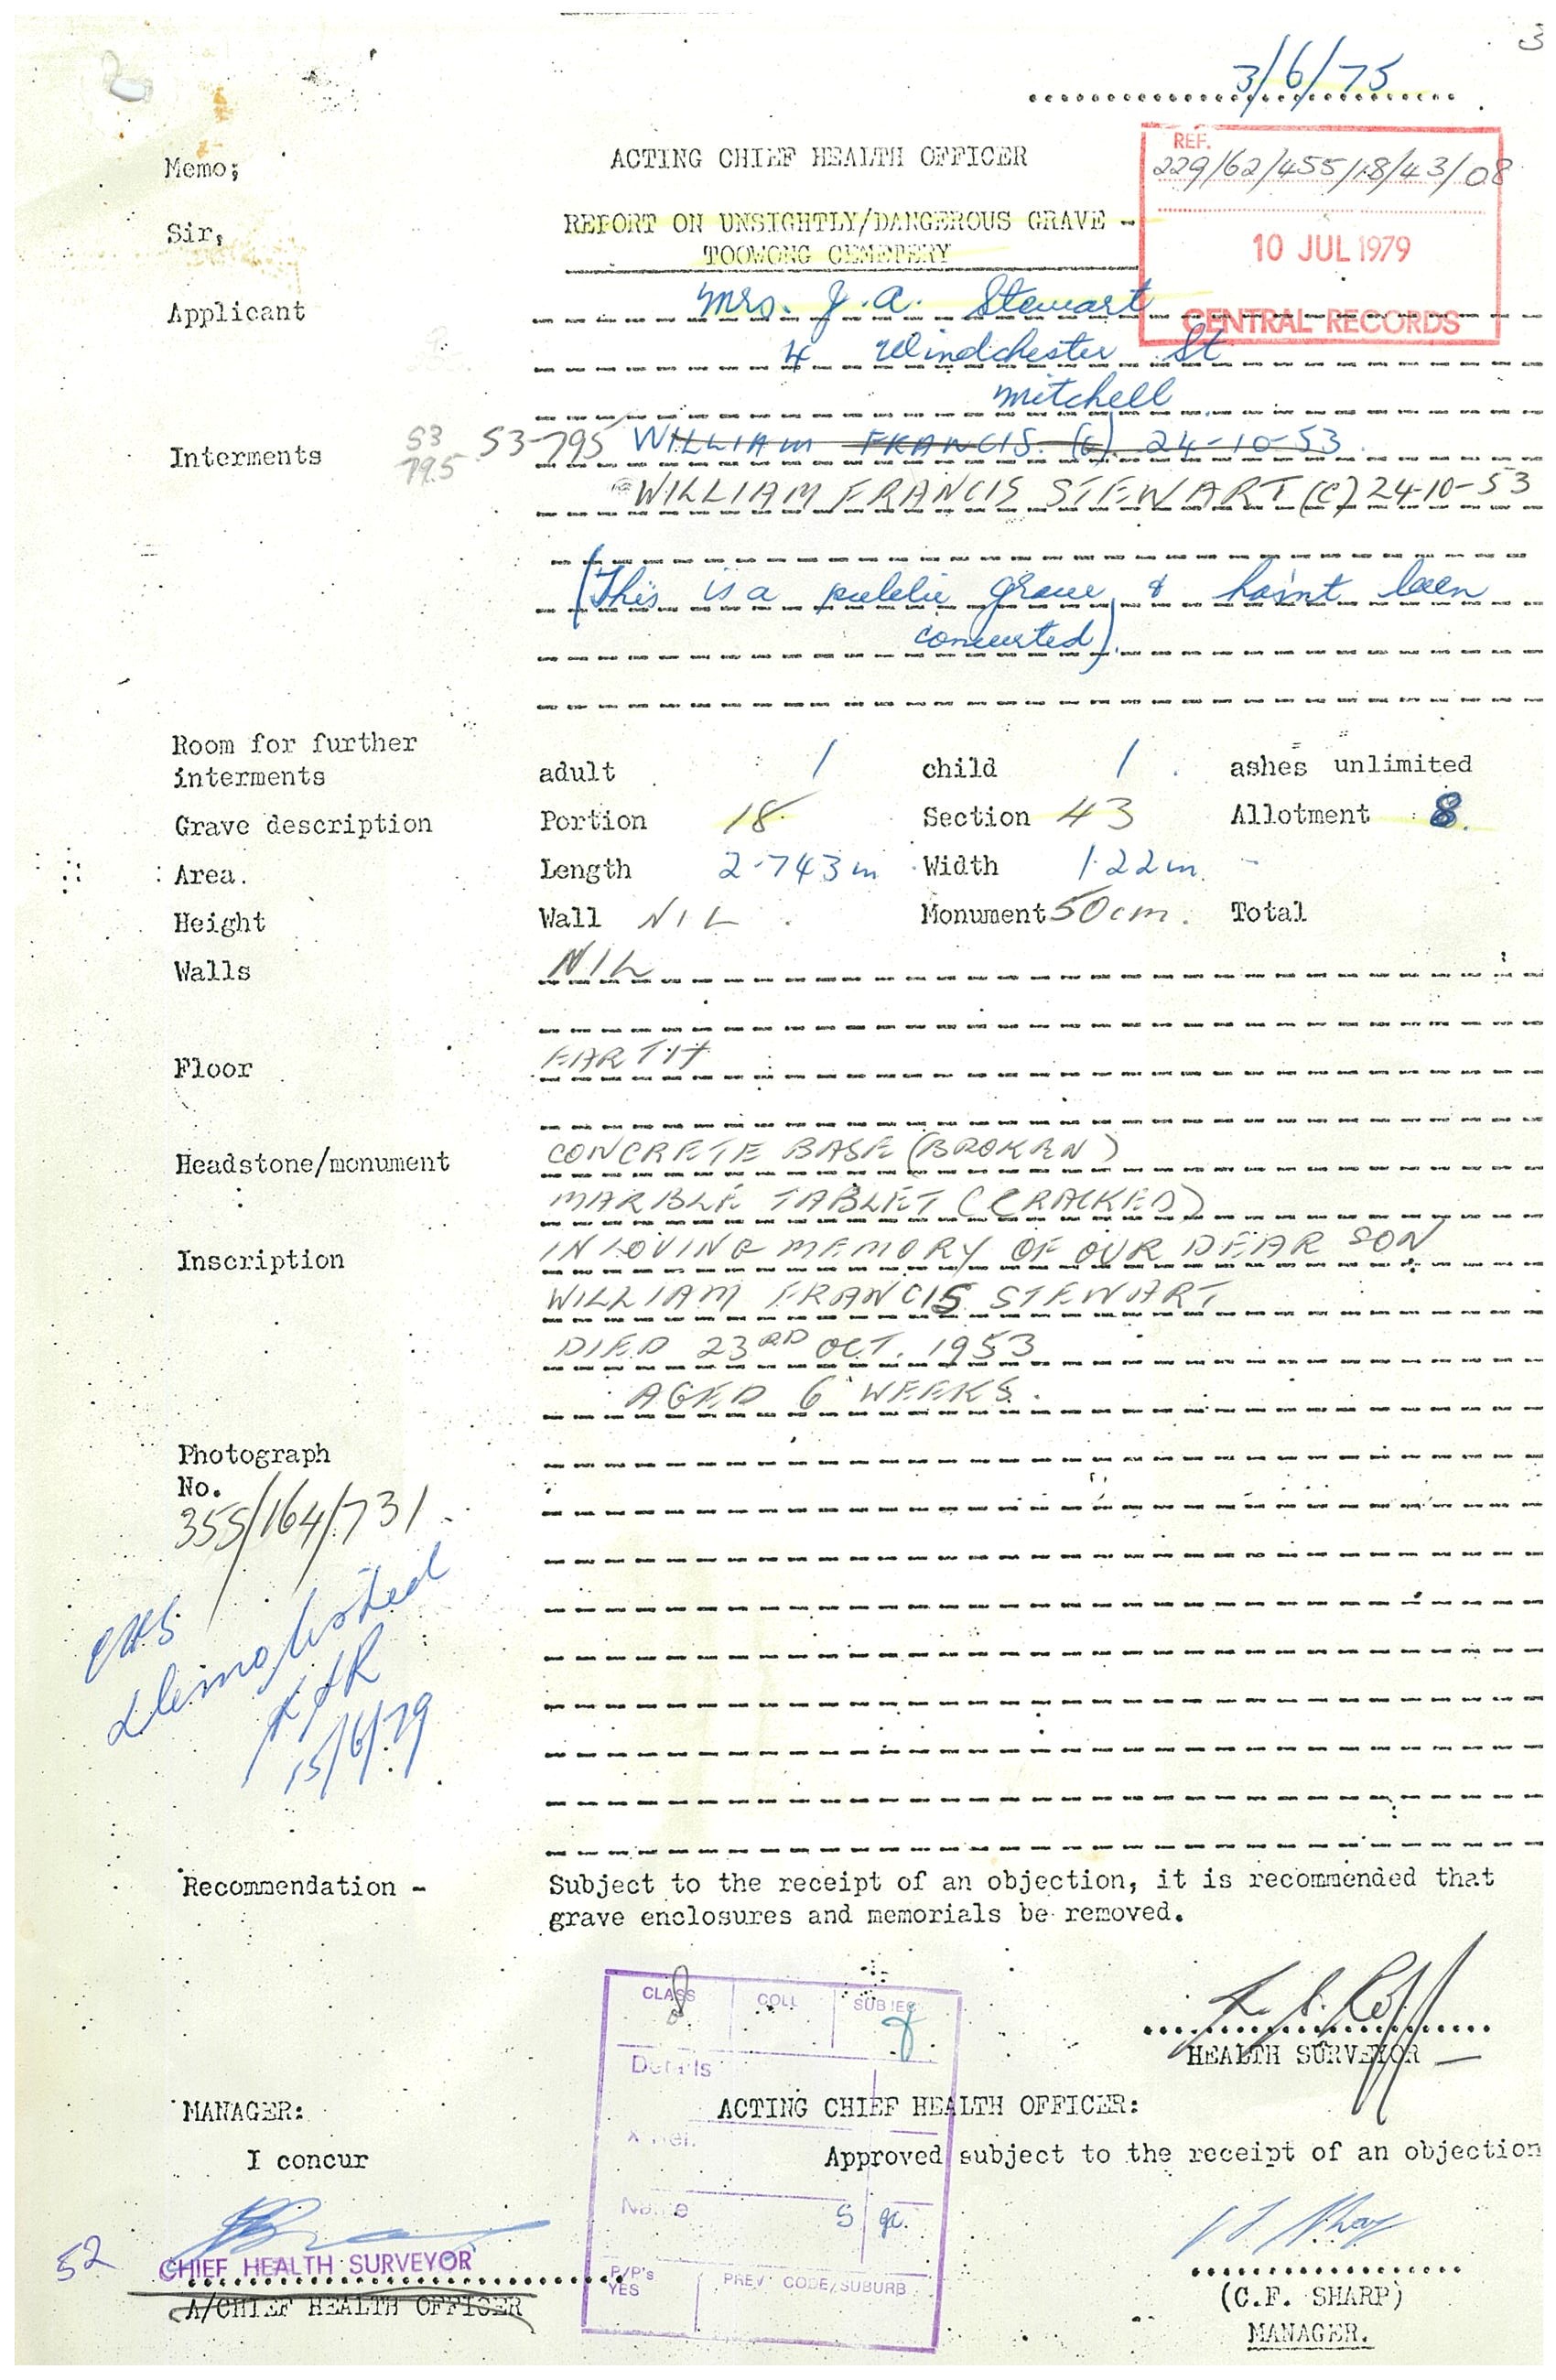 3
3/6/75
Memo; ACTING CHIEF HEALTH OFFICER
REF.
229/62/455/18/43/08
10 JUL 1979
CENTRAL RECORDS
Sir, REPORT ON UNSIGHTLY/DANGEROUS GRAVE -
TOOWONG CEMETERY
Applicant Mrs. J. A. Stewart
4 Windchester St
Mitchell
Interments 53 795 53-795 WILLIAM FRANCIS. (C) 24-10-53
WILLIAM FRANCIS STEWART (C) 24-10-53
(This is a public grave & hasn't been
converted).
Room for further
interments adult 1 child 1 ashes unlimited
Grave description Portion 18 Section 43 Allotment 8.
Area. Length 2.743m Width 1.22m
Height Wall NIL Monument 50cm. Total
Walls NIL
Floor EARTH
Headstone/monument CONCRETE BASE (BROKEN)
MARBLE TABLET (CRACKED)
Inscription IN LOVING MEMORY OF OUR DEAR SON
WILLIAM FRANCIS STEWART
DIED 23RD OCT. 1953
AGED 6 WEEKS.
Photograph
No.
355/164/731
demolished
15/6/79
Recommendation - Subject to the receipt of an objection, it is recommended that
grave enclosures and memorials be removed.
CLASS COLL SUBJEC
HEALTH SURVEYOR
Details
MANAGER: ACTING CHIEF HEALTH OFFICER:
I concur Approved subject to the receipt of an objection
Name S gc.
52
CHIEF HEALTH SURVEYOR
A/CHIEF HEALTH OFFICER
P/P's
YES
PREV CODE/SUBURB
(C.F. SHARP)
MANAGER.